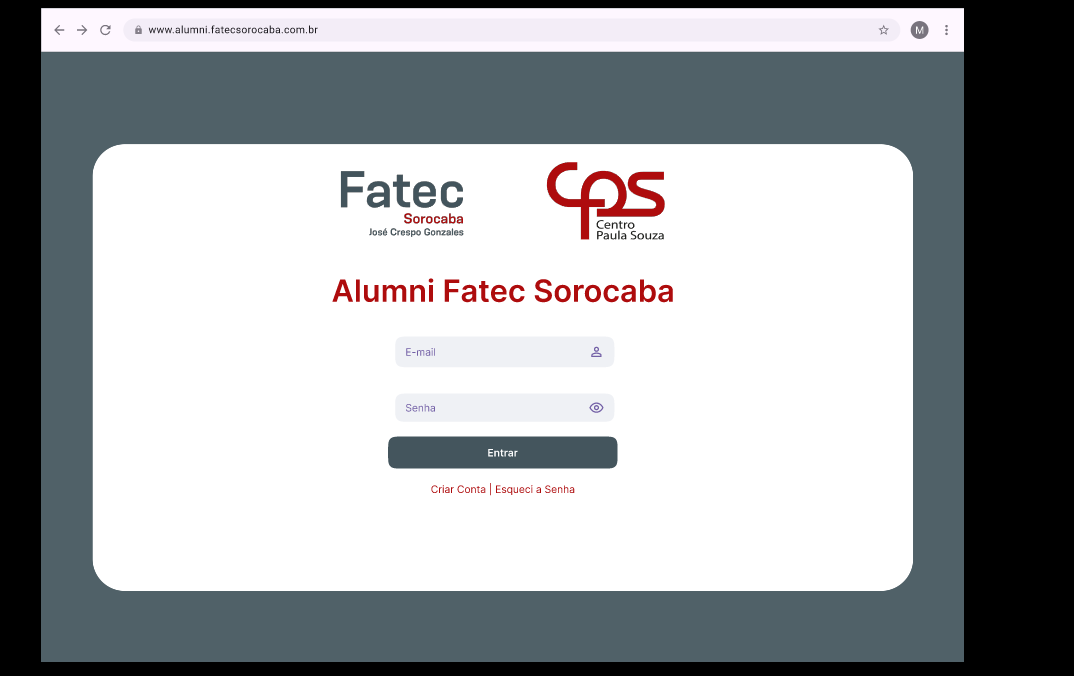 www.alumni.fatecsorocaba.com.br
M
Fatec
Sorocaba
José Crespo Gonzales
cps
Centro
Paula Souza
Alumni Fatec Sorocaba
E-mail
Senha
Entrar
Criar Conta | Esqueci a Senha